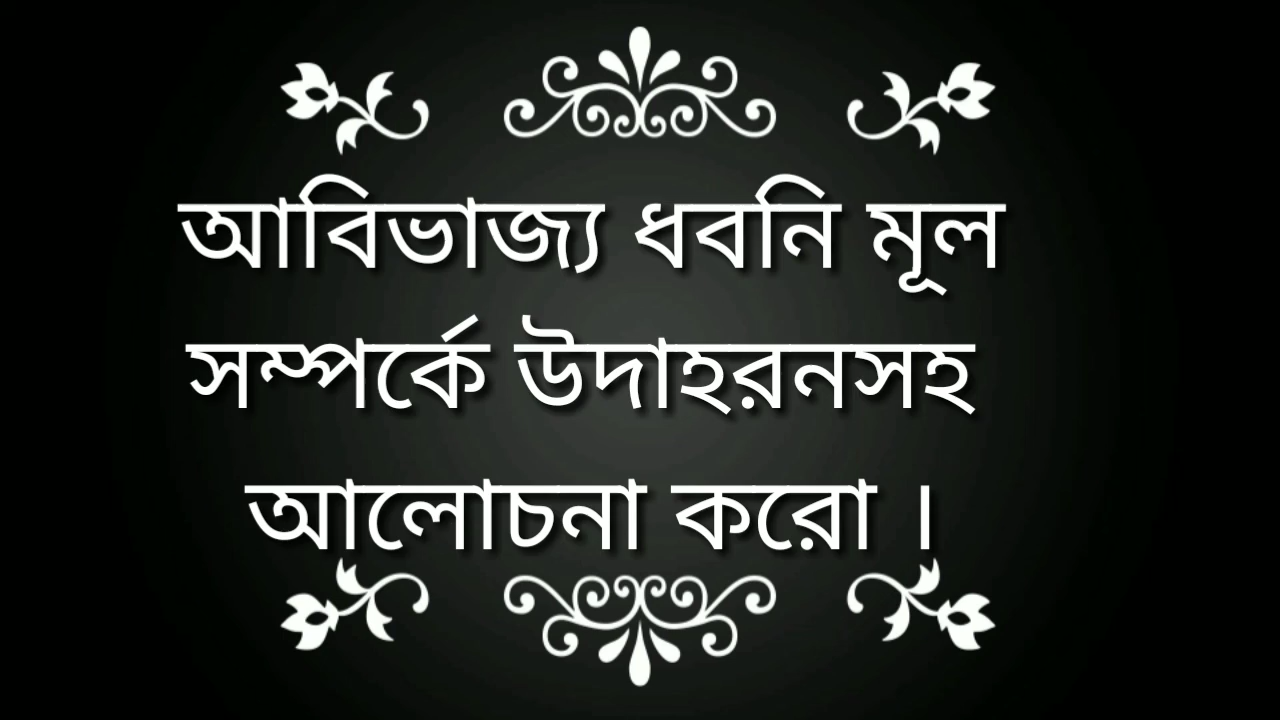 আবিভাজ্য ধবনি মূল
সম্পর্কে উদাহরনসহ
আলোচনা করো ।